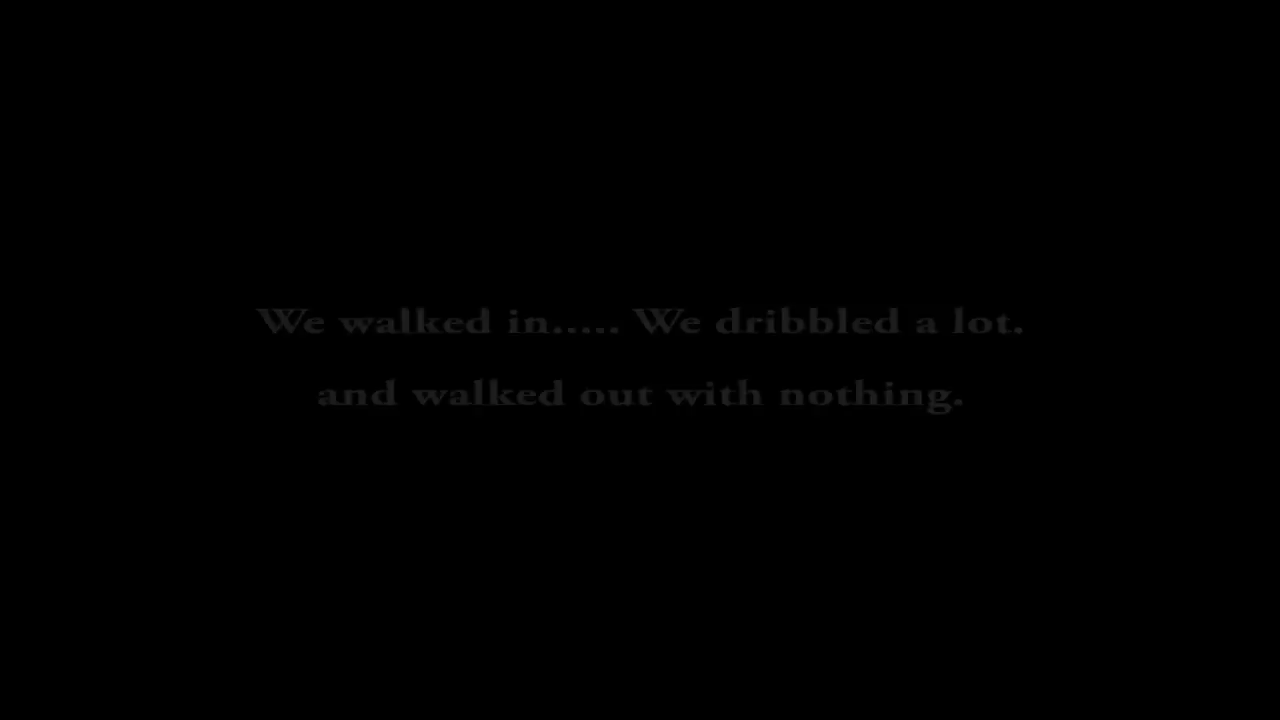 We walked in..... We dribbled a lot.
and walked out with nothing.